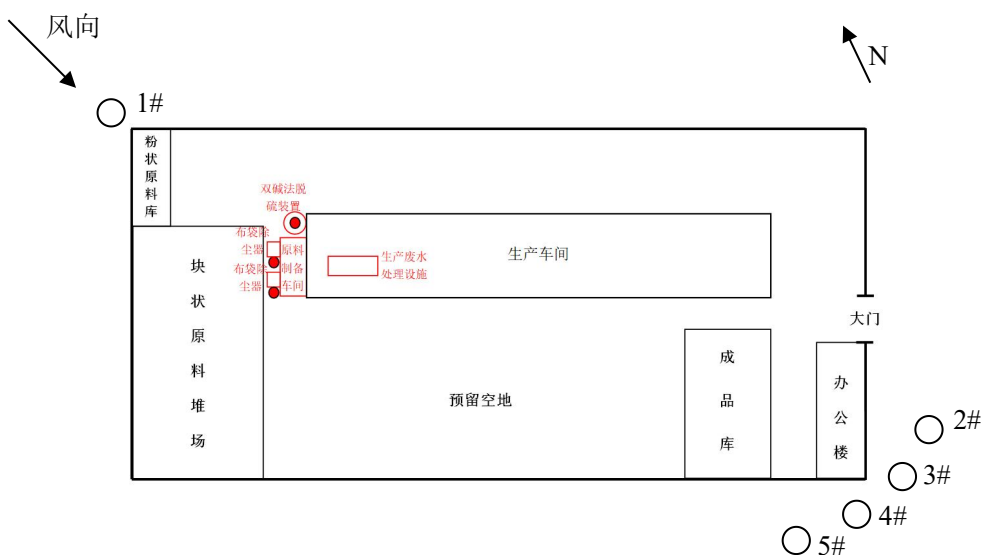 风向
N
1#
粉
状
原
料
库
双碱法脱
硫装置
布袋除
尘器
原料
制备
车间
布袋除
尘器
生产废水
处理设施
生产车间
块
状
原
料
堆
场
大门
预留空地
成
品
库
办
公
楼
2#
3#
4#
5#